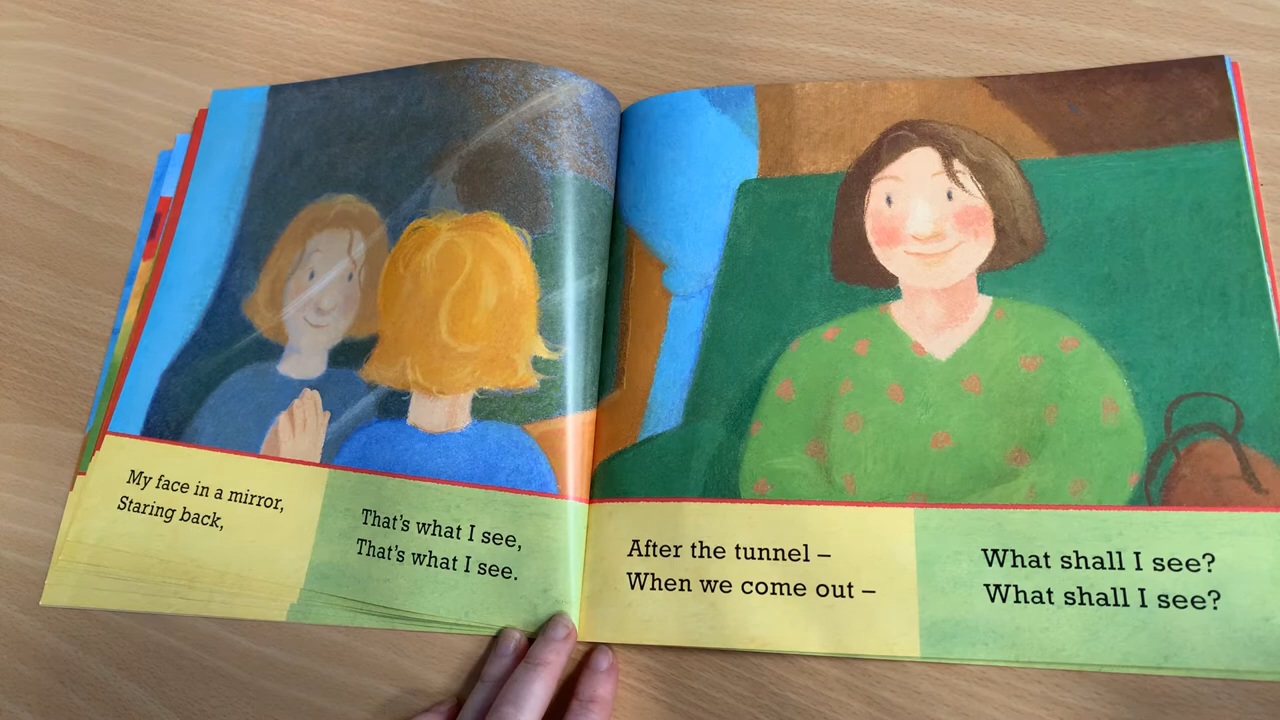 My face in a mirror,
Staring back,
That's what I see,
That's what I see.
After the tunnel –
When we come out –
What shall I see?
What shall I see?